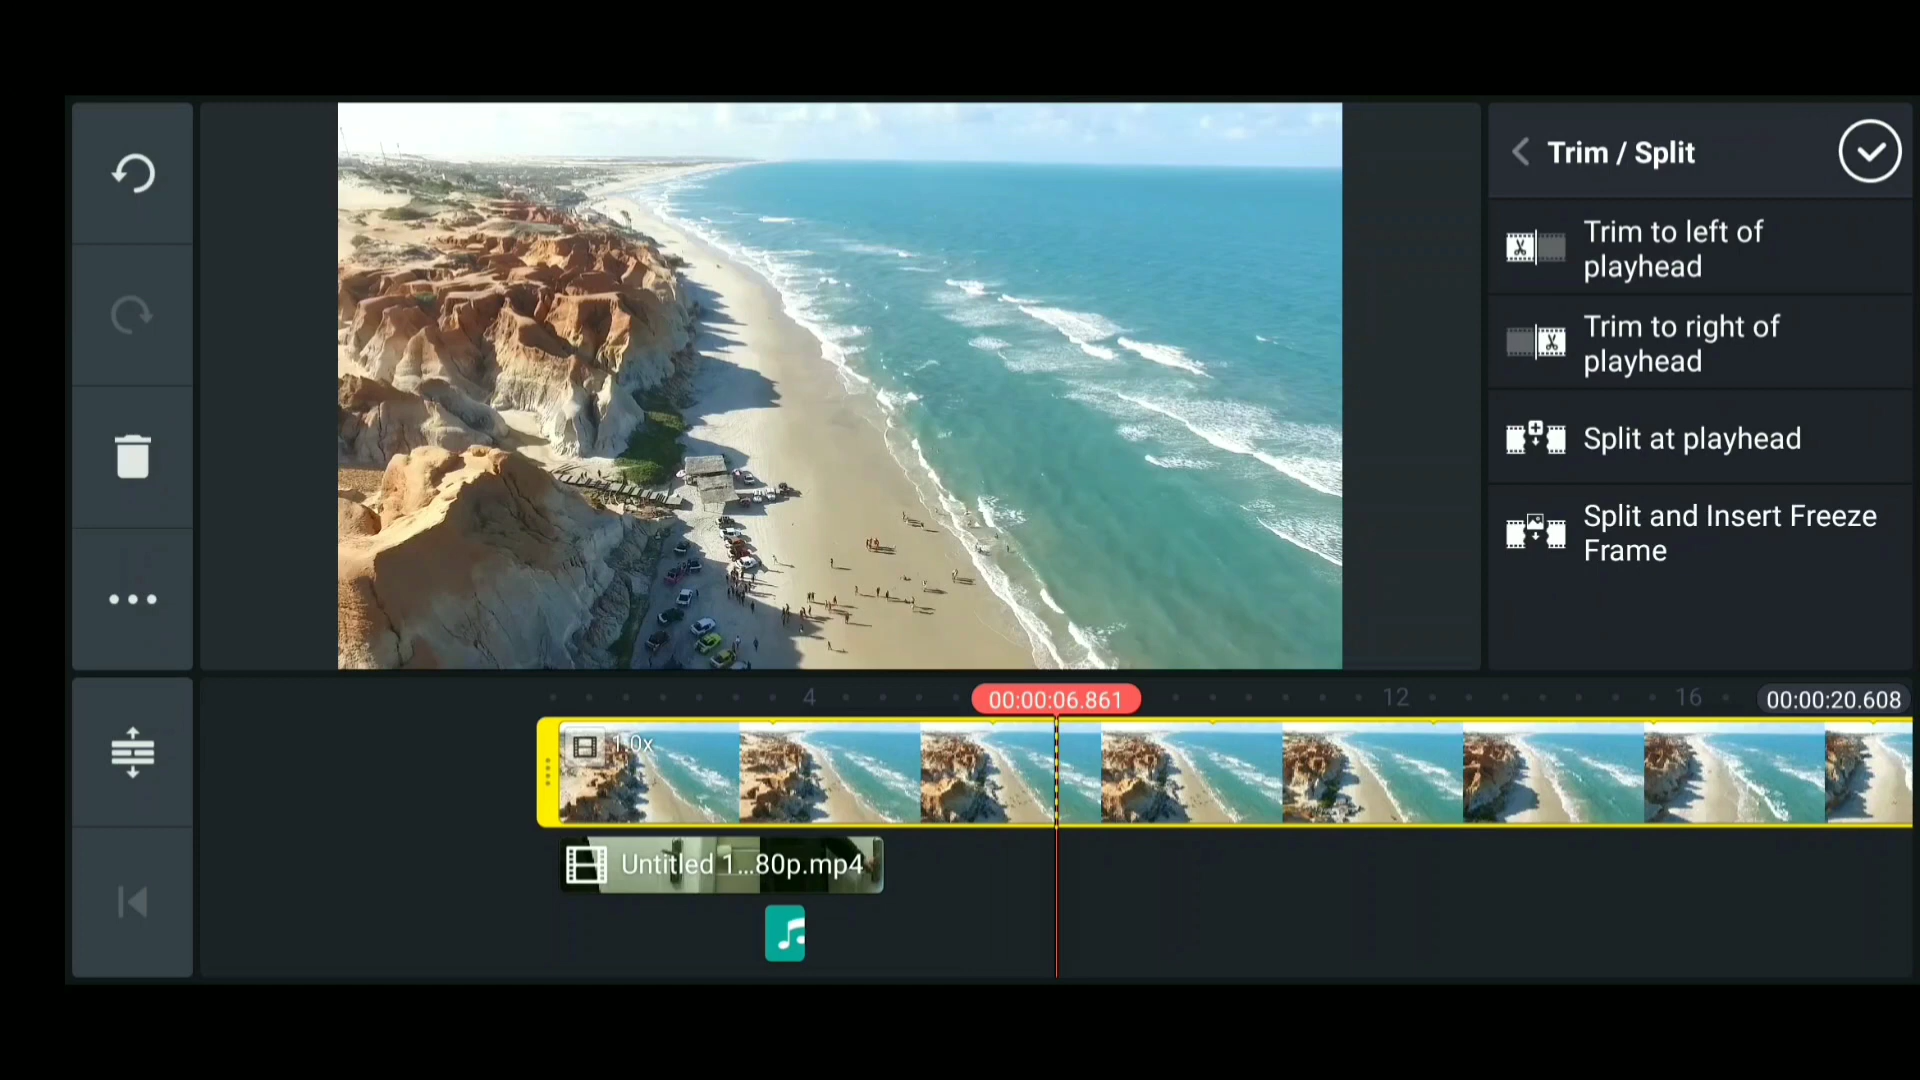 Trim / Split
Trim to left of
playhead
Trim to right of
playhead
Split at playhead
Split and Insert Freeze
Frame
4
00:00:06.861
12
16
00:00:20.608
1.0x
Untitled 1...80p.mp4